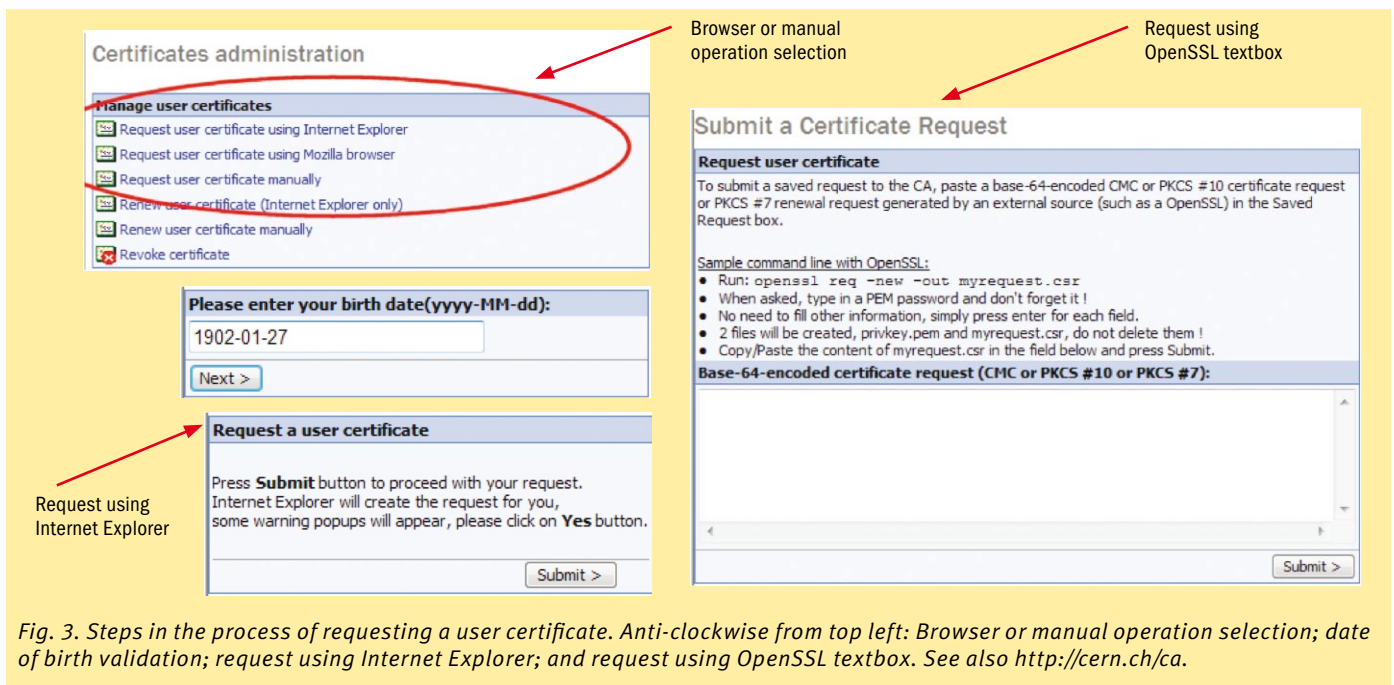 Browser or manual
operation selection
Request using
OpenSSL textbox
Certificates administration
Manage user certificates
Request user certificate using Internet Explorer
Request user certificate using Mozilla browser
Request user certificate manually
Renew user certificate (Internet Explorer only)
Renew user certificate manually
Revoke certificate
Please enter your birth date(yyyy-MM-dd):
1902-01-27
Next >
Request a user certificate
Press Submit button to proceed with your request.
Internet Explorer will create the request for you,
some warning popups will appear, please click on Yes button.
Submit >
Request using
Internet Explorer
Submit a Certificate Request
Request user certificate
To submit a saved request to the CA, paste a base-64-encoded CMC or PKCS #10 certificate request
or PKCS #7 renewal request generated by an external source (such as a OpenSSL) in the Saved
Request box.
Sample command line with OpenSSL:
• Run: openssl req -new -out myrequest.csr
• When asked, type in a PEM password and don't forget it !
• No need to fill other information, simply press enter for each field.
• 2 files will be created, privkey.pem and myrequest.csr, do not delete them !
• Copy/Paste the content of myrequest.csr in the field below and press Submit.
Base-64-encoded certificate request (CMC or PKCS #10 or PKCS #7):
Submit >
Fig. 3. Steps in the process of requesting a user certificate. Anti-clockwise from top left: Browser or manual operation selection; date
of birth validation; request using Internet Explorer; and request using OpenSSL textbox. See also http://cern.ch/ca.